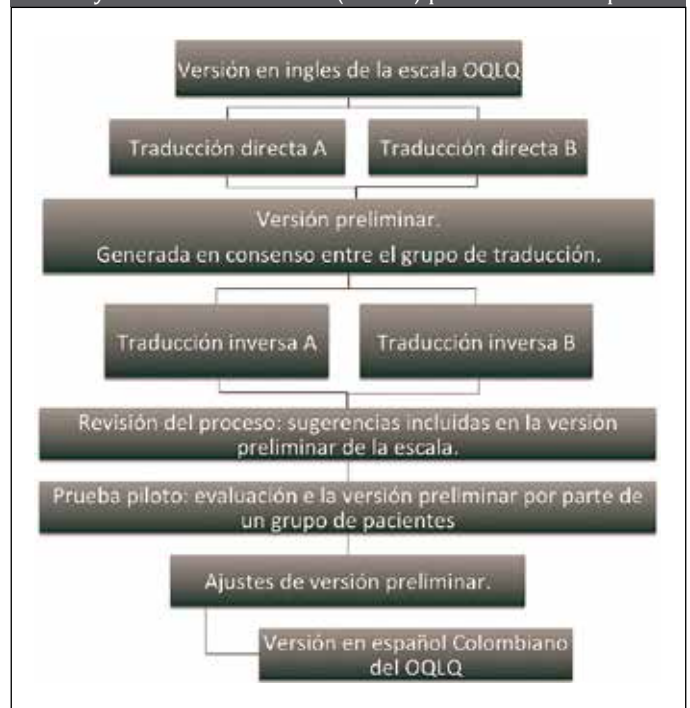 Versión en ingles de la escala OQLQ
Traducción directa A
Traducción directa B
Versión preliminar.
Generada en consenso entre el grupo de traducción.
Traducción inversa A
Traducción inversa B
Revisión del proceso: sugerencias incluidas en la versión
preliminar de la escala.
Prueba piloto: evaluación e la versión preliminar por parte de
un grupo de pacientes
Ajustes de versión preliminar.
Versión en español Colombiano
del OQLQ